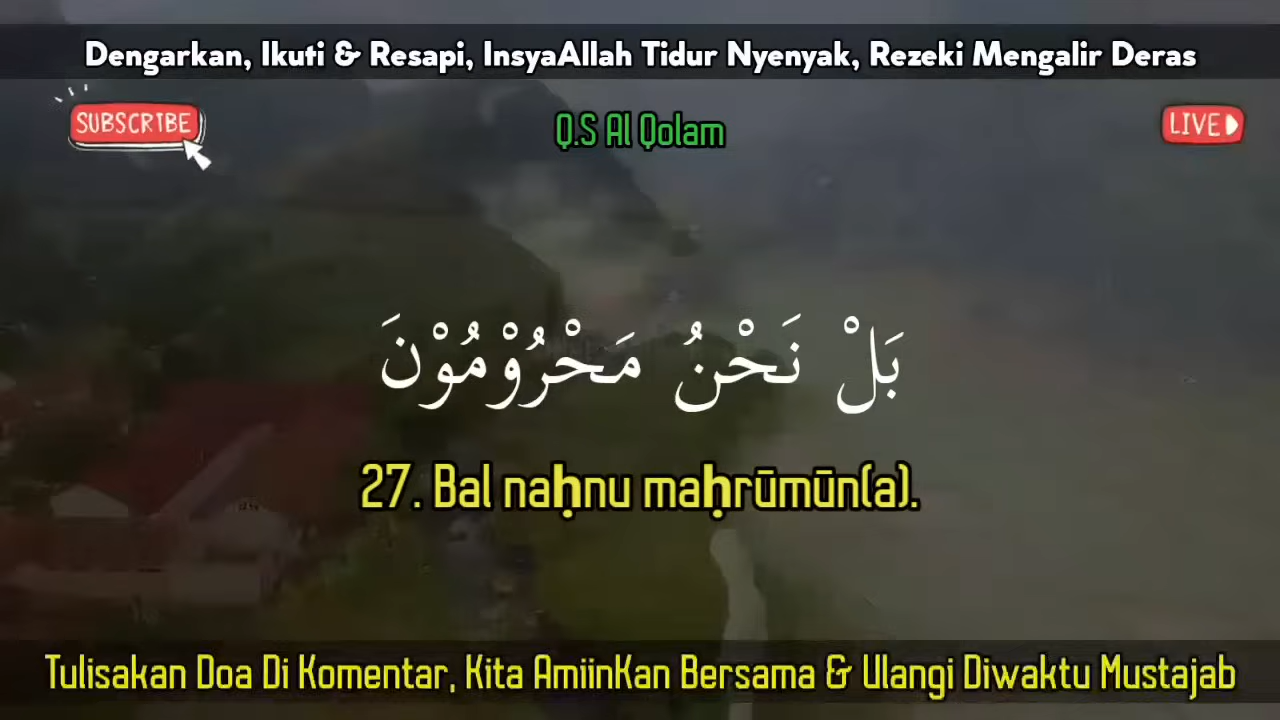 Dengarkan, Ikuti & Resapi, InsyaAllah Tidur Nyenyak, Rezeki Mengalir Deras
SUBSCRIBE
Q.S Al Qolam
LIVE
بَلْ نَحْنُ مَحْرُوْمُوْنَ
27. Bal naḥnu maḥrūmūn(a).
Tulisakan Doa Di Komentar, Kita AmiinKan Bersama & Ulangi Diwaktu Mustajab